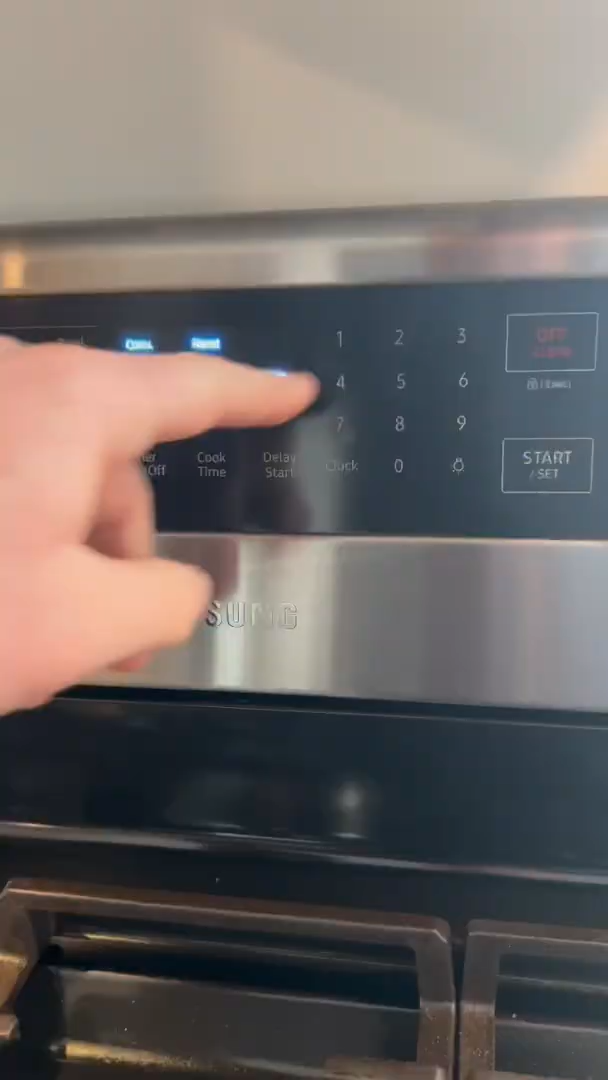 Conv.
Roast
1 2 3
OFF
4 5 6
7 8 9
Off
Cook
Time
Delay
Start
Clock
0
START
/SET
SUNG